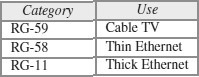 Category Use
RG-59 Cable TV
RG-58 Thin Ethernet
RG-11 Thick Ethernet